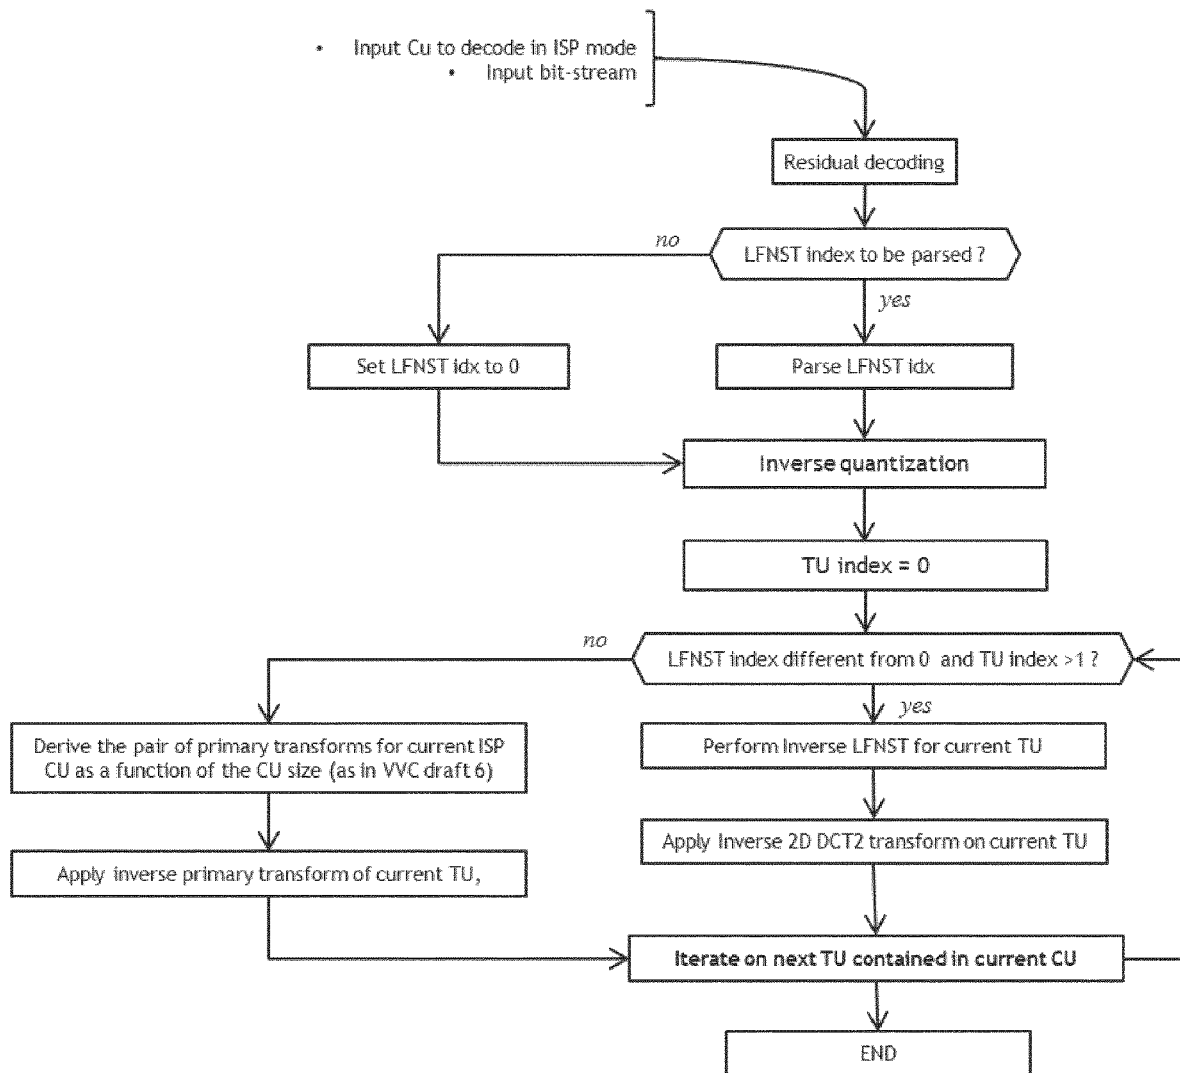 • Input Cu to decode in ISP mode
• Input bit-stream
Residual decoding
no
LFNST index to be parsed ?
yes
Set LFNST idx to 0
Parse LFNST idx
Inverse quantization
TU index = 0
no
LFNST index different from 0 and TU index >1 ?
yes
Derive the pair of primary transforms for current ISP
CU as a function of the CU size (as in VVC draft 6)
Perform Inverse LFNST for current TU
Apply Inverse 2D DCT2 transform on current TU
Apply inverse primary transform of current TU,
Iterate on next TU contained in current CU
END